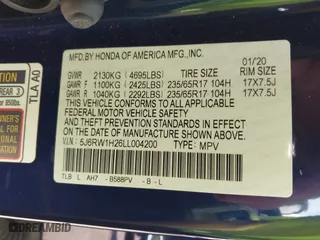 MFD.BY HONDA OF AMERICA MFG.,INC. 01/20
GVWR 2130KG (4695LBS) TIRE SIZE RIM SIZE
GAWR F 1100KG (2425LBS) 235/65R17 104H 17X7.5J
GAWR R 1040KG (2292LBS) 235/65R17 104H 17X7.5J
THIS VEHICLE CONFORMS TO ALL APPLICABLE
FEDERAL MOTOR VEHICLE SAFETY AND
THEFT PREVENTION STANDARDS IN EFFECT ON
THE DATE OF MANUFACTURE SHOWN ABOVE.
V.I.N.: 5J6RW1H26LL004200 TYPE: MPV
TLB L AH7 - B588PV - B - L
TLA A0
REAR 3